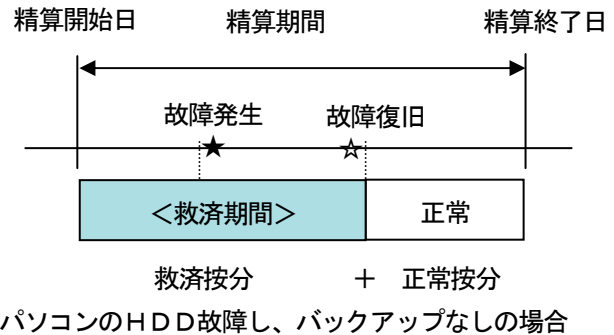 精算開始日 精算期間 精算終了日
故障発生 故障復旧
★ ☆
＜救済期間＞ 正常
救済按分 ＋ 正常按分
パソコンのＨＤＤ故障し、バックアップなしの場合